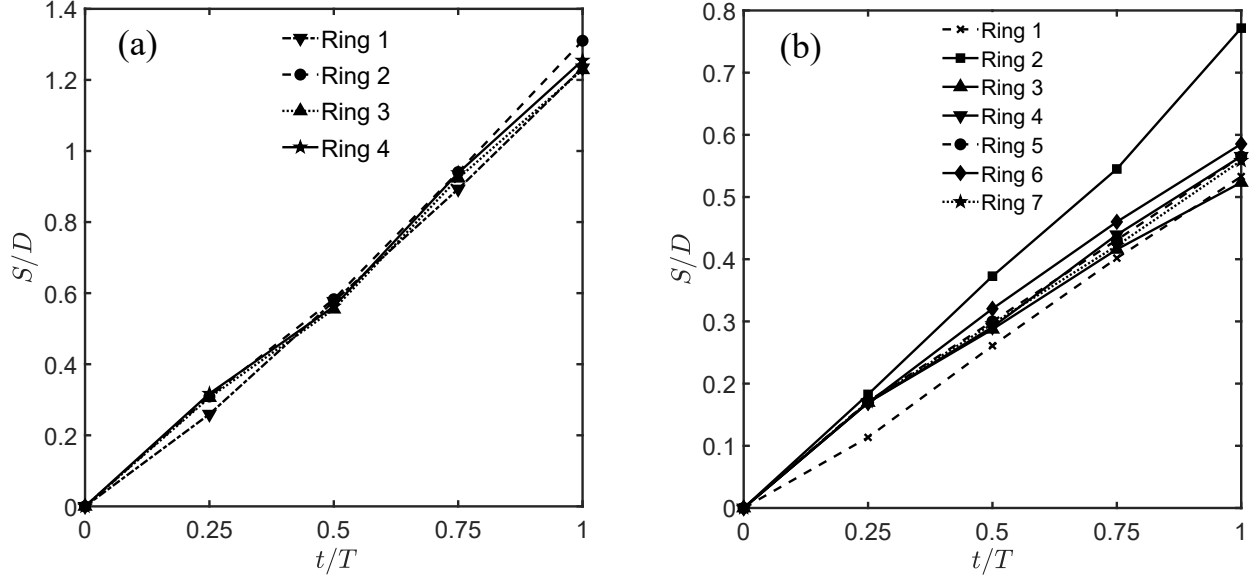 (a)
Ring 1
Ring 2
Ring 3
Ring 4
1.4
1.2
1
0.8
0.6
0.4
0.2
0
S/D
0 0.25 0.5 0.75 1
t/T
(b)
Ring 1
Ring 2
Ring 3
Ring 4
Ring 5
Ring 6
Ring 7
0.8
0.7
0.6
0.5
0.4
0.3
0.2
0.1
0
S/D
0 0.25 0.5 0.75 1
t/T